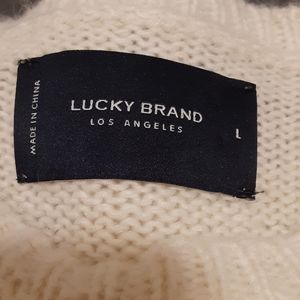 LUCKY BRAND
LOS ANGELES
MADE IN CHINA
L